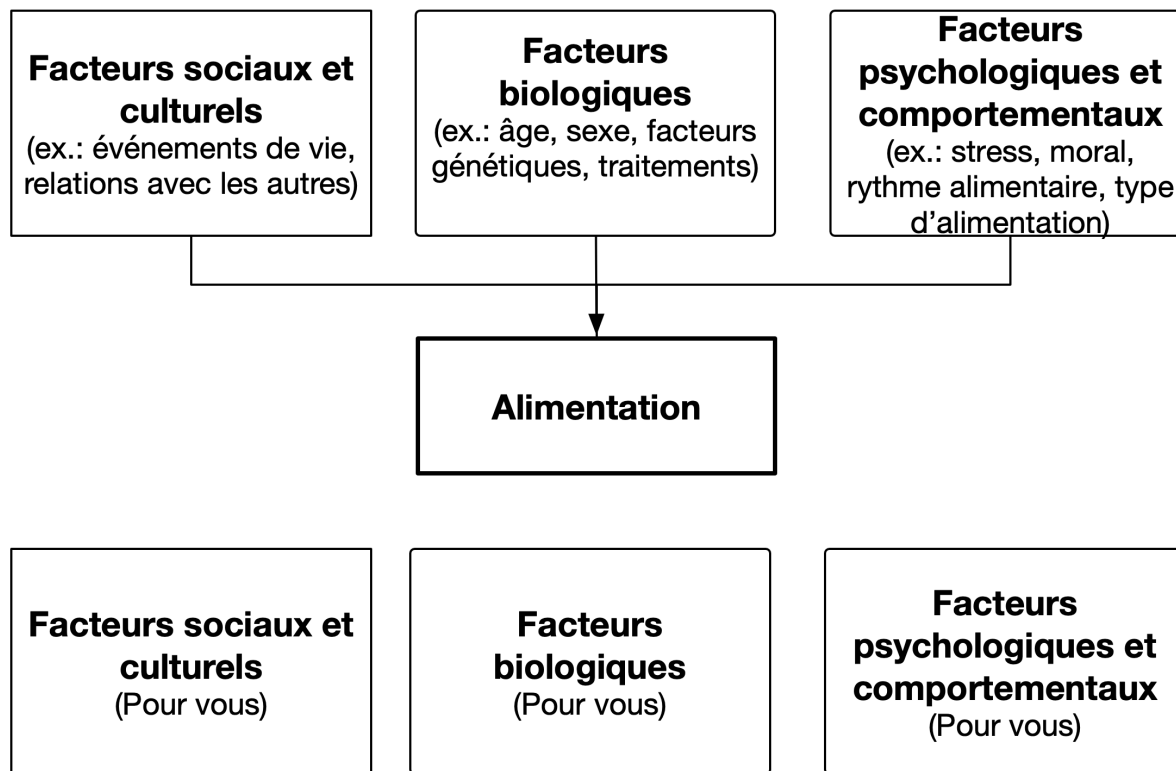 Facteurs sociaux et
culturels
(ex.: événements de vie,
relations avec les autres)
Facteurs
biologiques
(ex.: âge, sexe, facteurs
génétiques, traitements)
Facteurs
psychologiques et
comportementaux
(ex.: stress, moral,
rythme alimentaire, type
d’alimentation)
Alimentation
Facteurs sociaux et
culturels
(Pour vous)
Facteurs
biologiques
(Pour vous)
Facteurs
psychologiques et
comportementaux
(Pour vous)